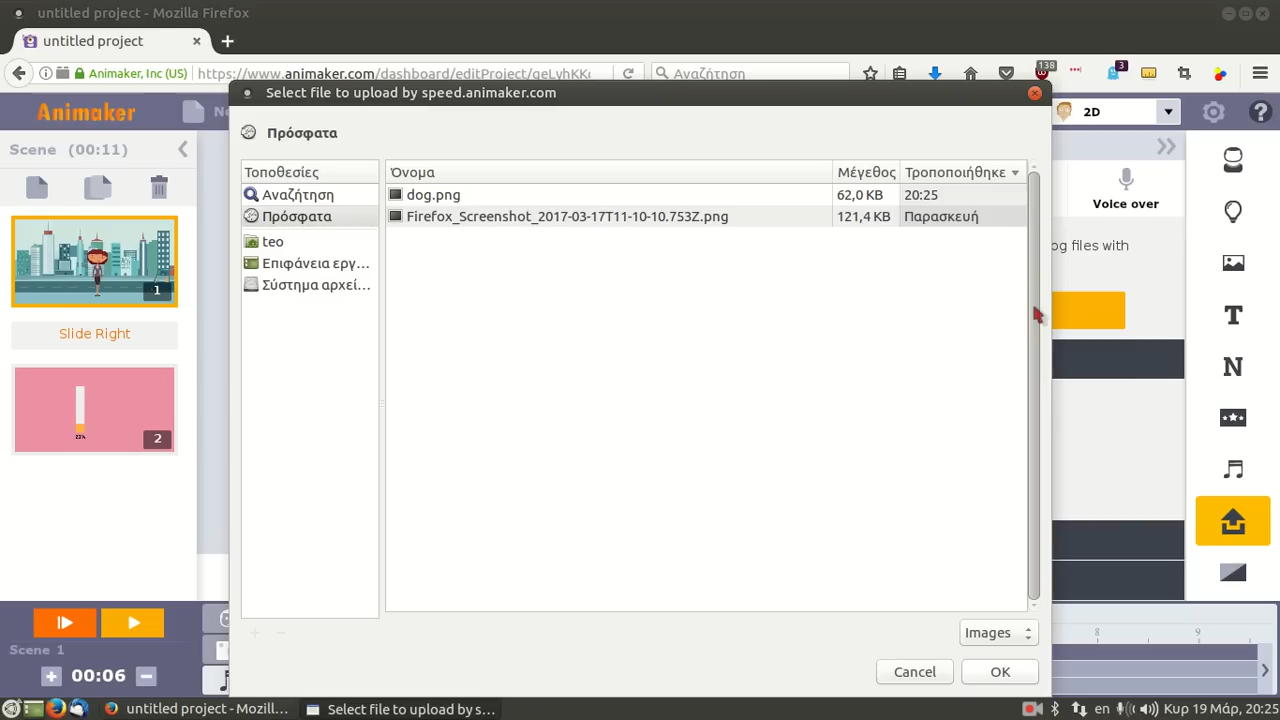 untitled project - Mozilla Firefox
untitled project
Animaker, Inc (US)
https://www.animaker.com/dashboard/editProject/qeLyhKK
Αναζήτηση
138
3
Select file to upload by speed.animaker.com
Animaker
2D
Πρόσφατα
Scene (00:11)
Τοποθεσίες
Όνομα
Μέγεθος
Τροποποιήθηκε
Αναζήτηση
dog.png
62,0 KB
20:25
Πρόσφατα
Firefox_Screenshot_2017-03-17T11-10-10.753Z.png
121,4 KB
Παρασκευή
Voice over
teo
og files with
Επιφάνεια εργ...
Σύστημα αρχεί...
1
Slide Right
22%
2
Images
Scene 1
8
9
00:06
Cancel
OK
untitled project - Mozill...
Select file to upload by s...
en
Κυρ 19 Μάρ, 20:25